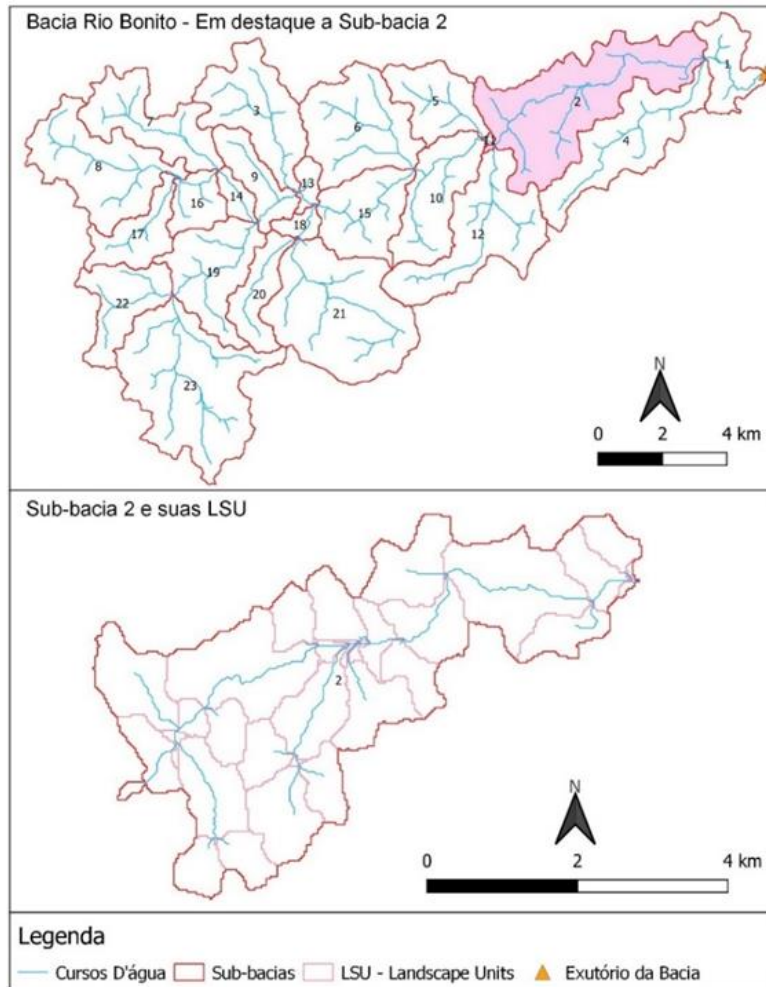 Bacia Rio Bonito - Em destaque a Sub-bacia 2
1
2
3
4
5
6
7
8
9
10
12
13
14
15
16
17
18
19
20
21
22
23
N
0 2 4 km
Sub-bacia 2 e suas LSU
2
N
0 2 4 km
Legenda
Cursos D'água Sub-bacias LSU - Landscape Units Exutório da Bacia